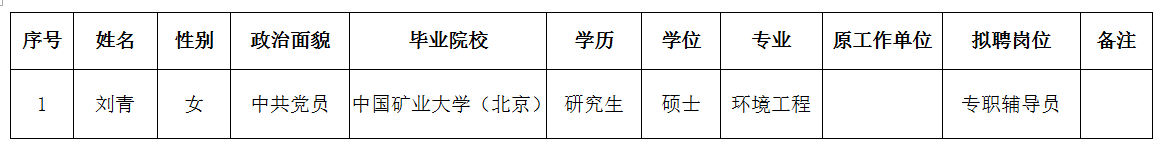 序号 姓名 性别 政治面貌 毕业院校 学历 学位 专业 原工作单位 拟聘岗位 备注
1 刘青 女 中共党员 中国矿业大学（北京） 研究生 硕士 环境工程 专职辅导员